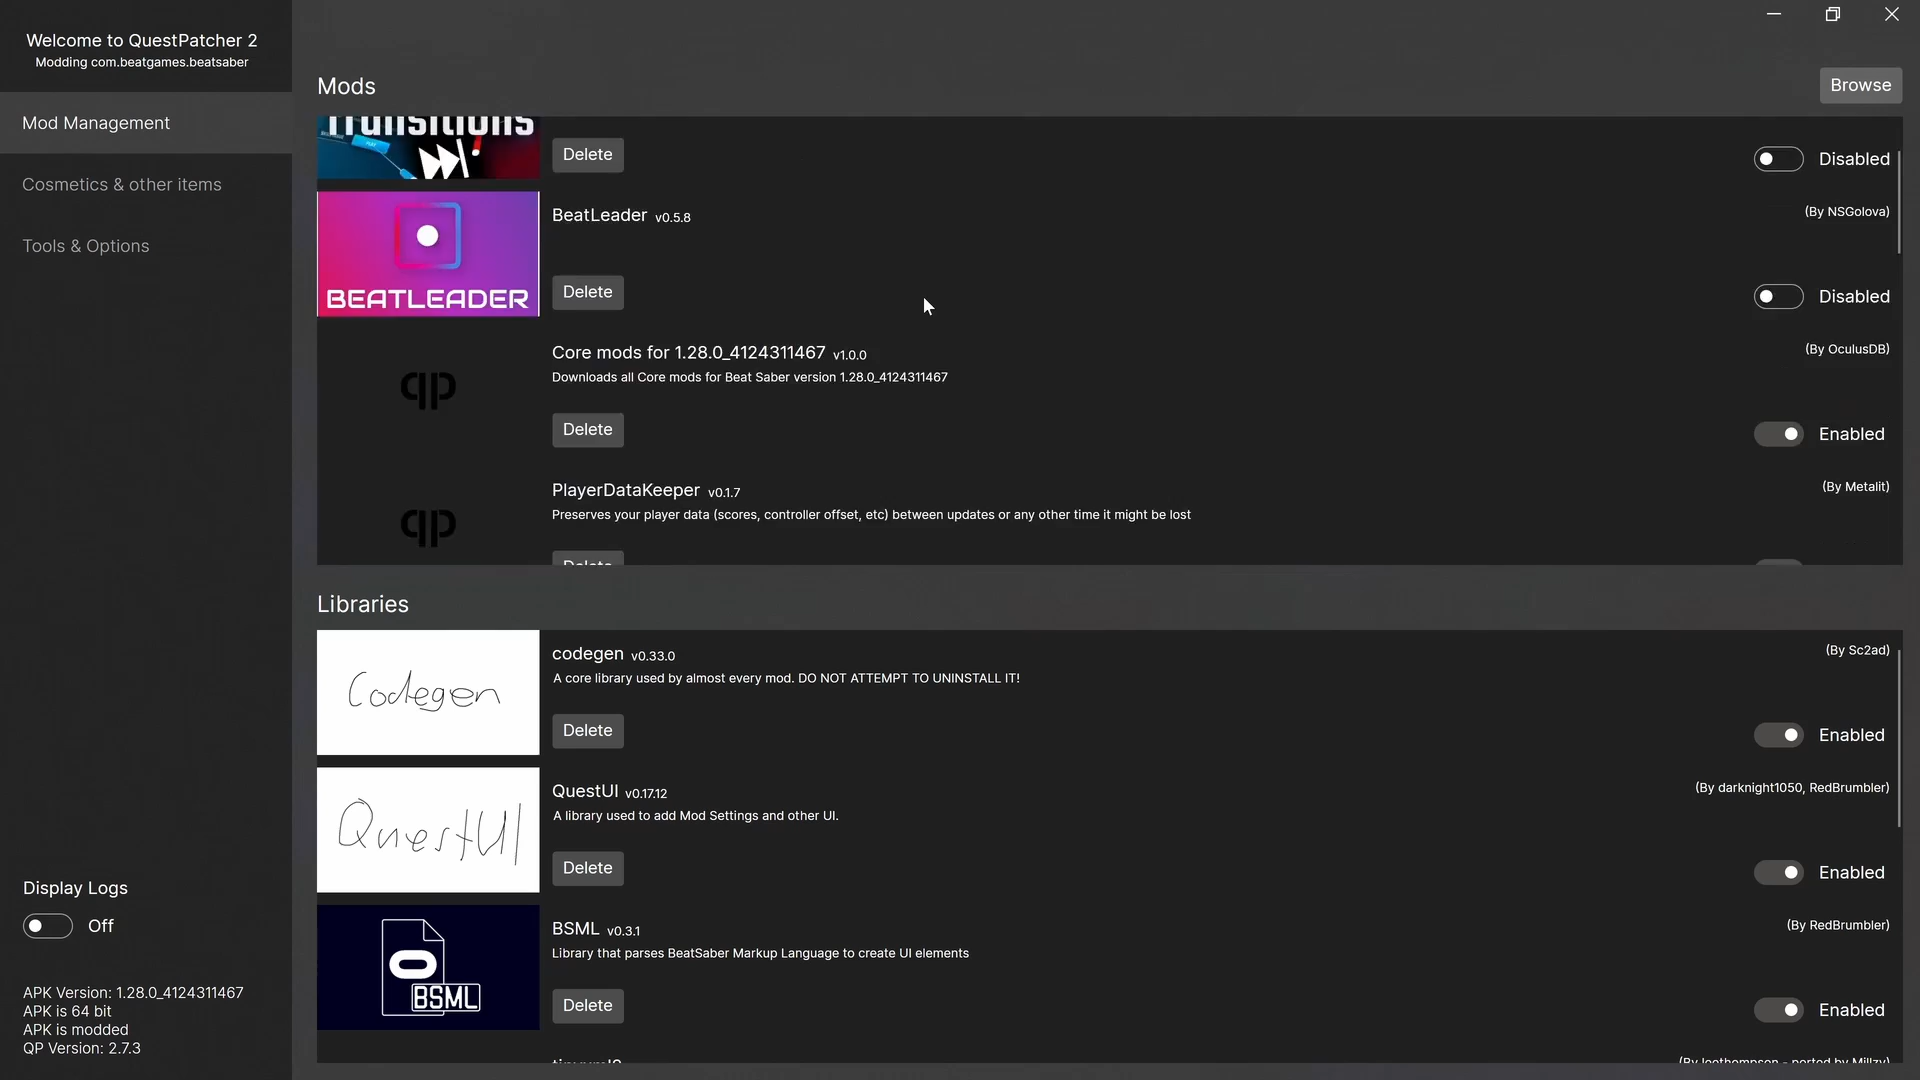 Welcome to QuestPatcher 2
Modding com.beatgames.beatsaber
Mod Management
Cosmetics & other items
Tools & Options
Display Logs
Off
APK Version: 1.28.0_4124311467
APK is 64 bit
APK is modded
QP Version: 2.7.3
Mods
Browse
Transitions
Delete
Disabled
BEATLEADER
BeatLeader v0.5.8
(By NSGolova)
Delete
Disabled
qp
Core mods for 1.28.0_4124311467 v1.0.0
(By OculusDB)
Downloads all Core mods for Beat Saber version 1.28.0_4124311467
Delete
Enabled
qp
PlayerDataKeeper v0.1.7
(By Metalit)
Preserves your player data (scores, controller offset, etc) between updates or any other time it might be lost
Delete
Libraries
Codegen
codegen v0.33.0
(By Sc2ad)
A core library used by almost every mod. DO NOT ATTEMPT TO UNINSTALL IT!
Delete
Enabled
QuestUI
QuestUI v0.17.12
(By darknight1050, RedBrumbler)
A library used to add Mod Settings and other UI.
Delete
Enabled
BSML
BSML v0.3.1
(By RedBrumbler)
Library that parses BeatSaber Markup Language to create UI elements
Delete
Enabled
(By leethompson - ported by Millzy)